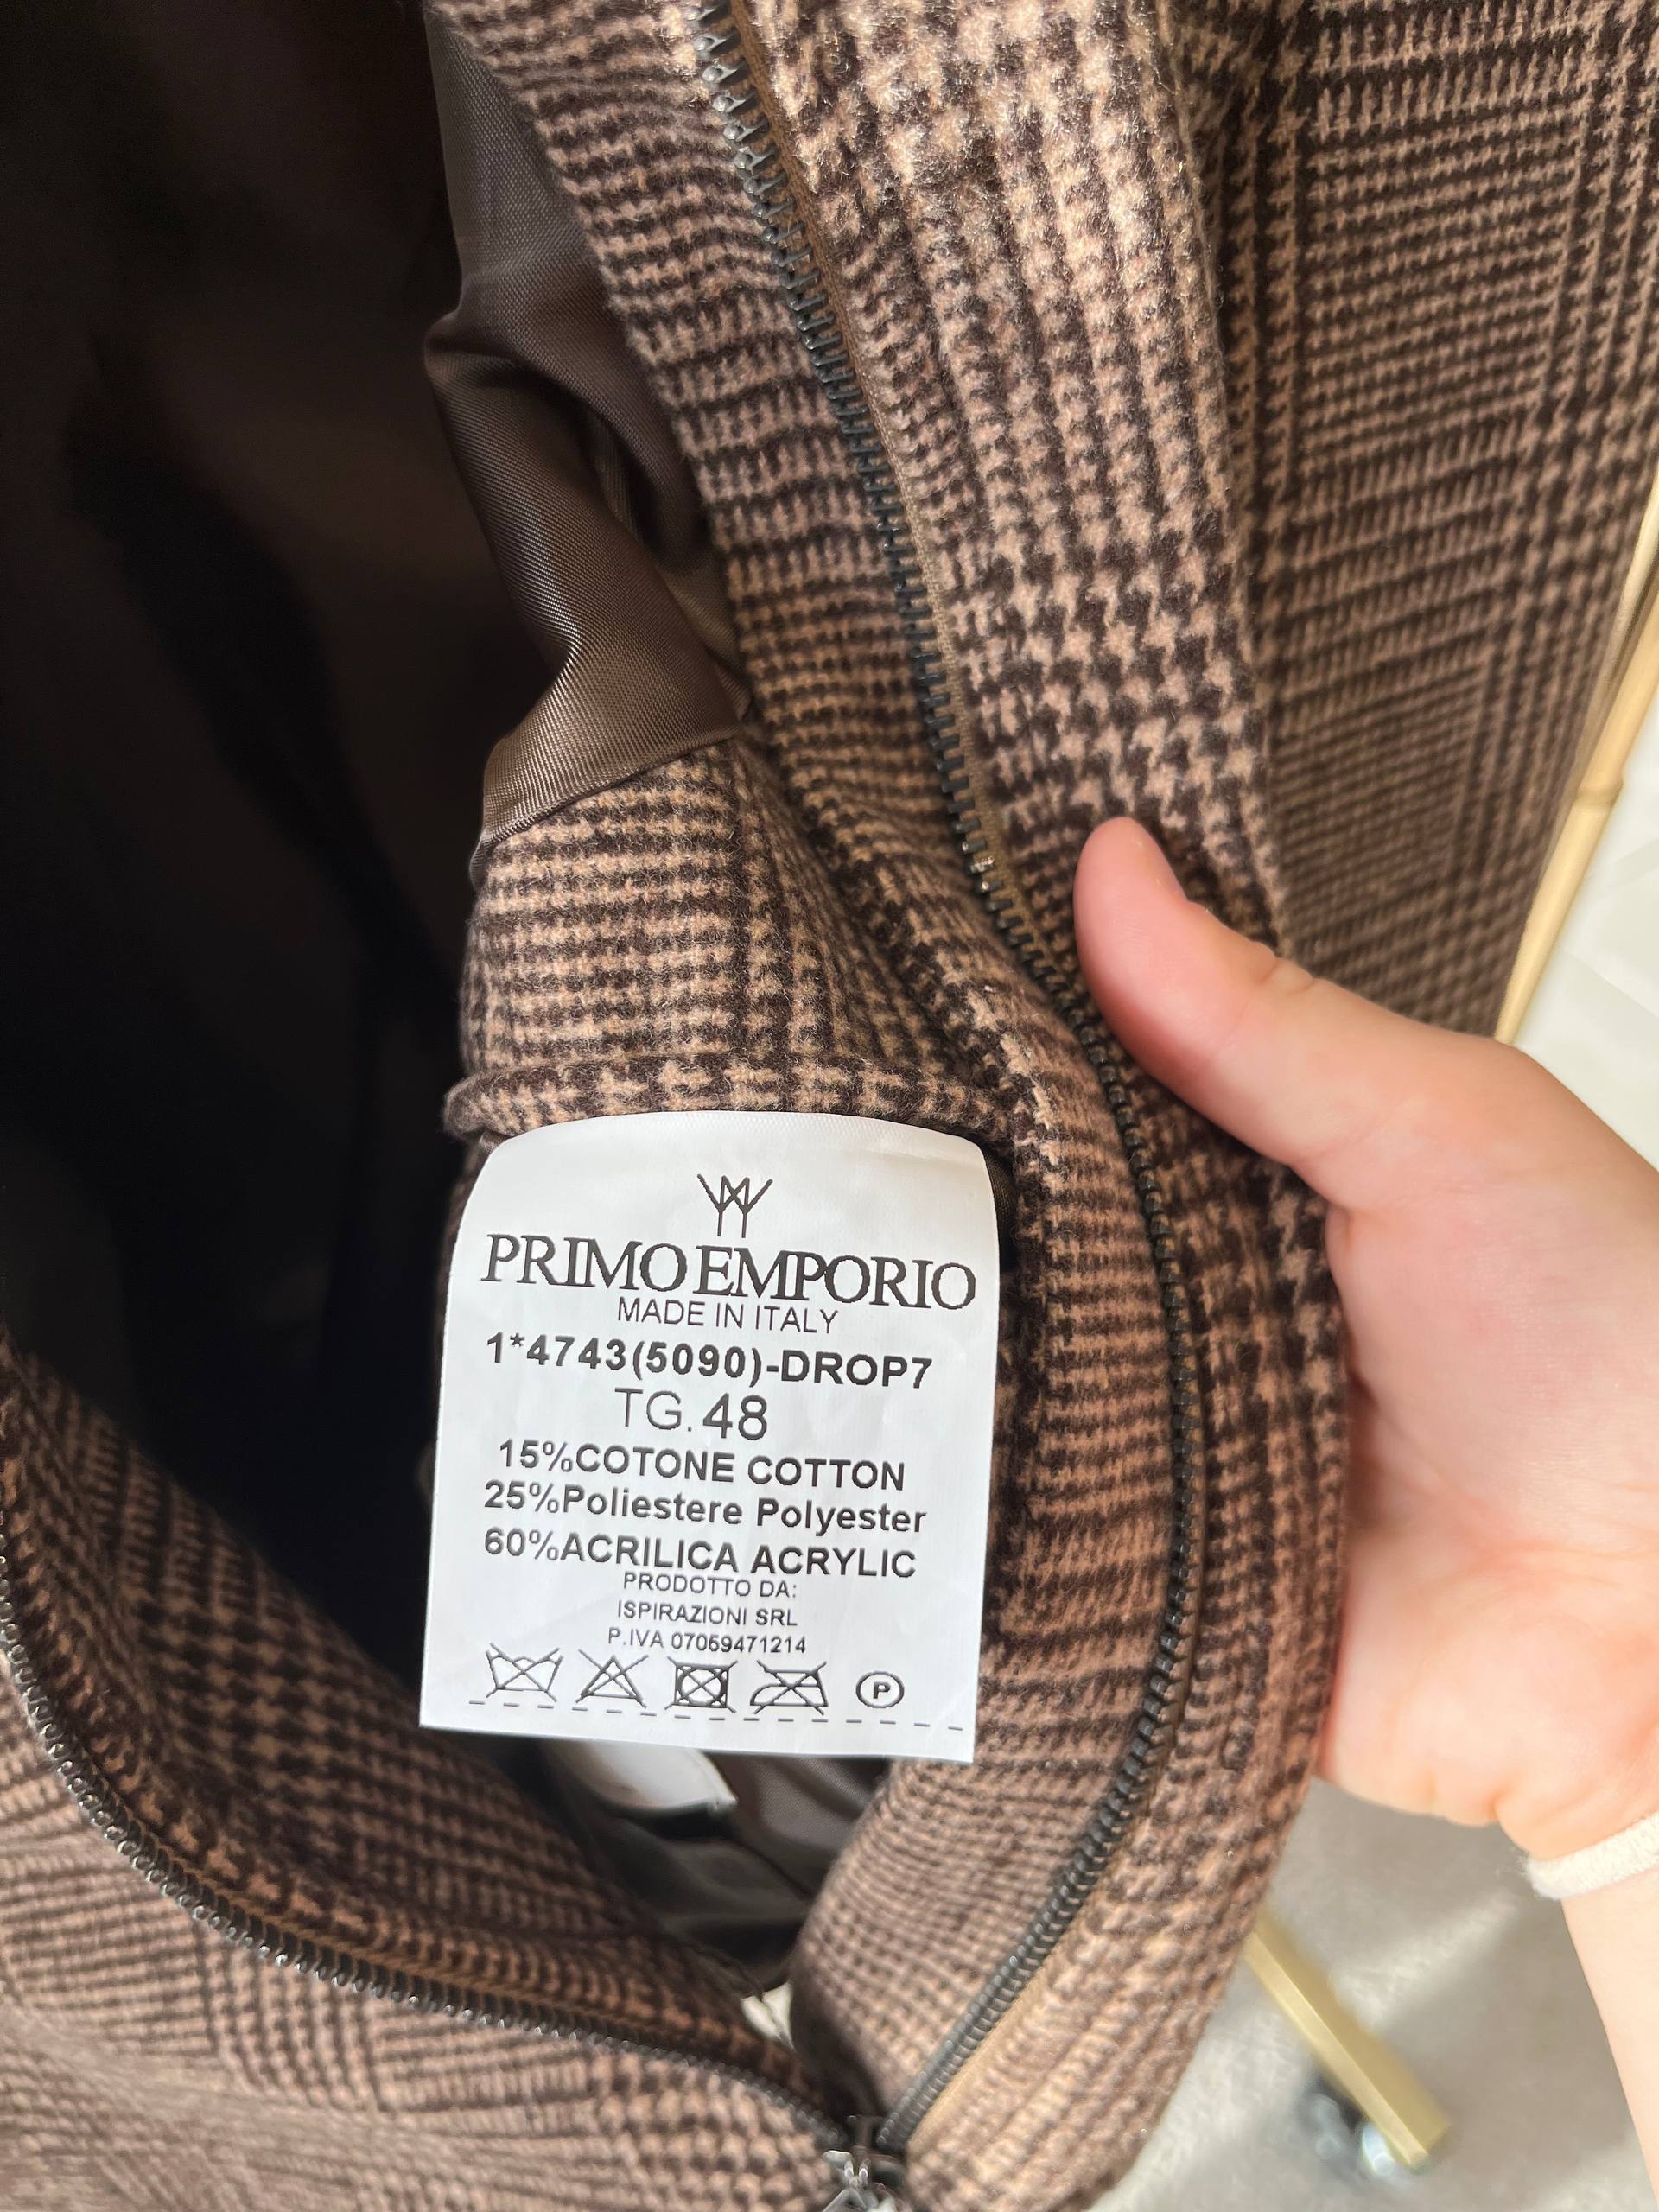 PRIMO EMPORIO
MADE IN ITALY
1*4743(5090)-DROP7
TG. 48
15%COTONE COTTON
25%Poliestere Polyester
60%ACRILICA ACRYLIC
PRODOTTO DA:
ISPIRAZIONI SRL
P.IVA 07069471214
P